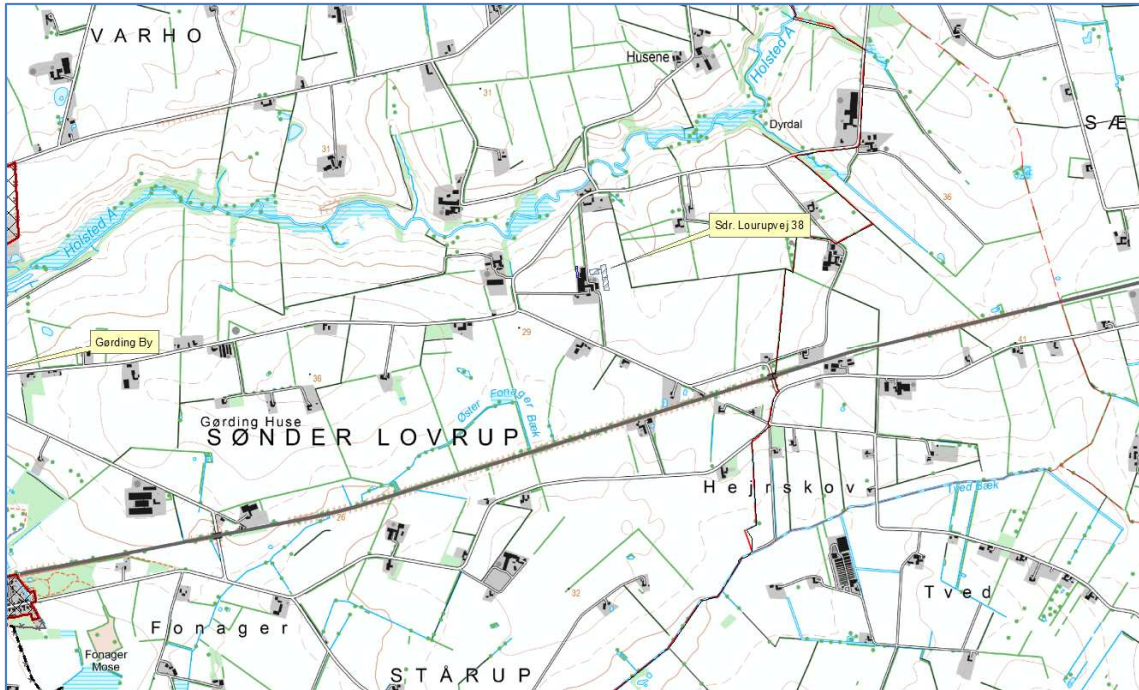 VARHO
Husene
Holsted Å
31
31
Dyrdal
SÆ
36
Sdr. Lourupvej 38
Holsted Å
Gørding By
29
41
36
Øster Fonager Bæk
Gørding Huse
SØNDER LOVRUP
Hejrskov
Tved Bæk
26
32
Tved
Fonager
Fonager
Mose
STÅRUP